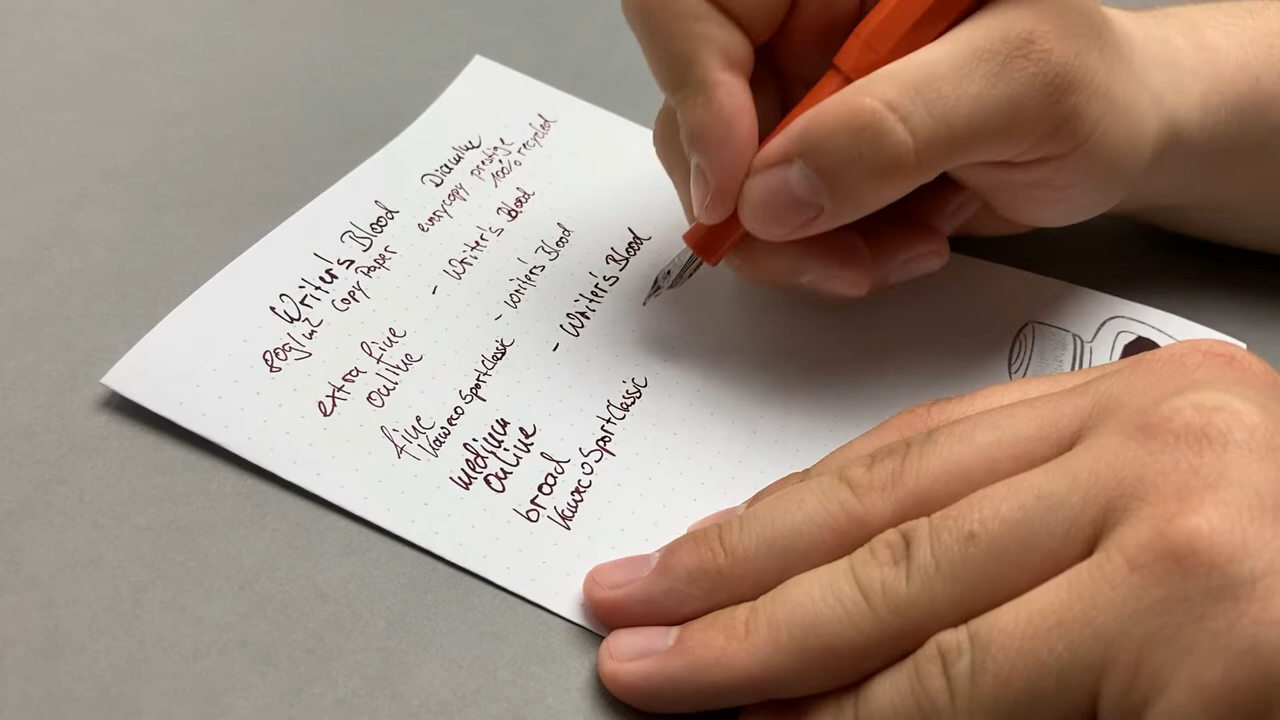 Writer's Blood Diamine
80g/m2 Copy Paper everycopy prestige
100% recycled
extra fine - Writer's Blood
online
fine - Writer's Blood
Kaweco Sport Classic
medium - Writer's Blood
online
broad
Kaweco Sport Classic